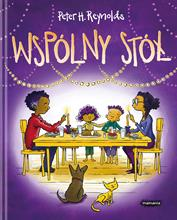 Peter H. Reynolds
WSPÓLNY STÓŁ
mamania